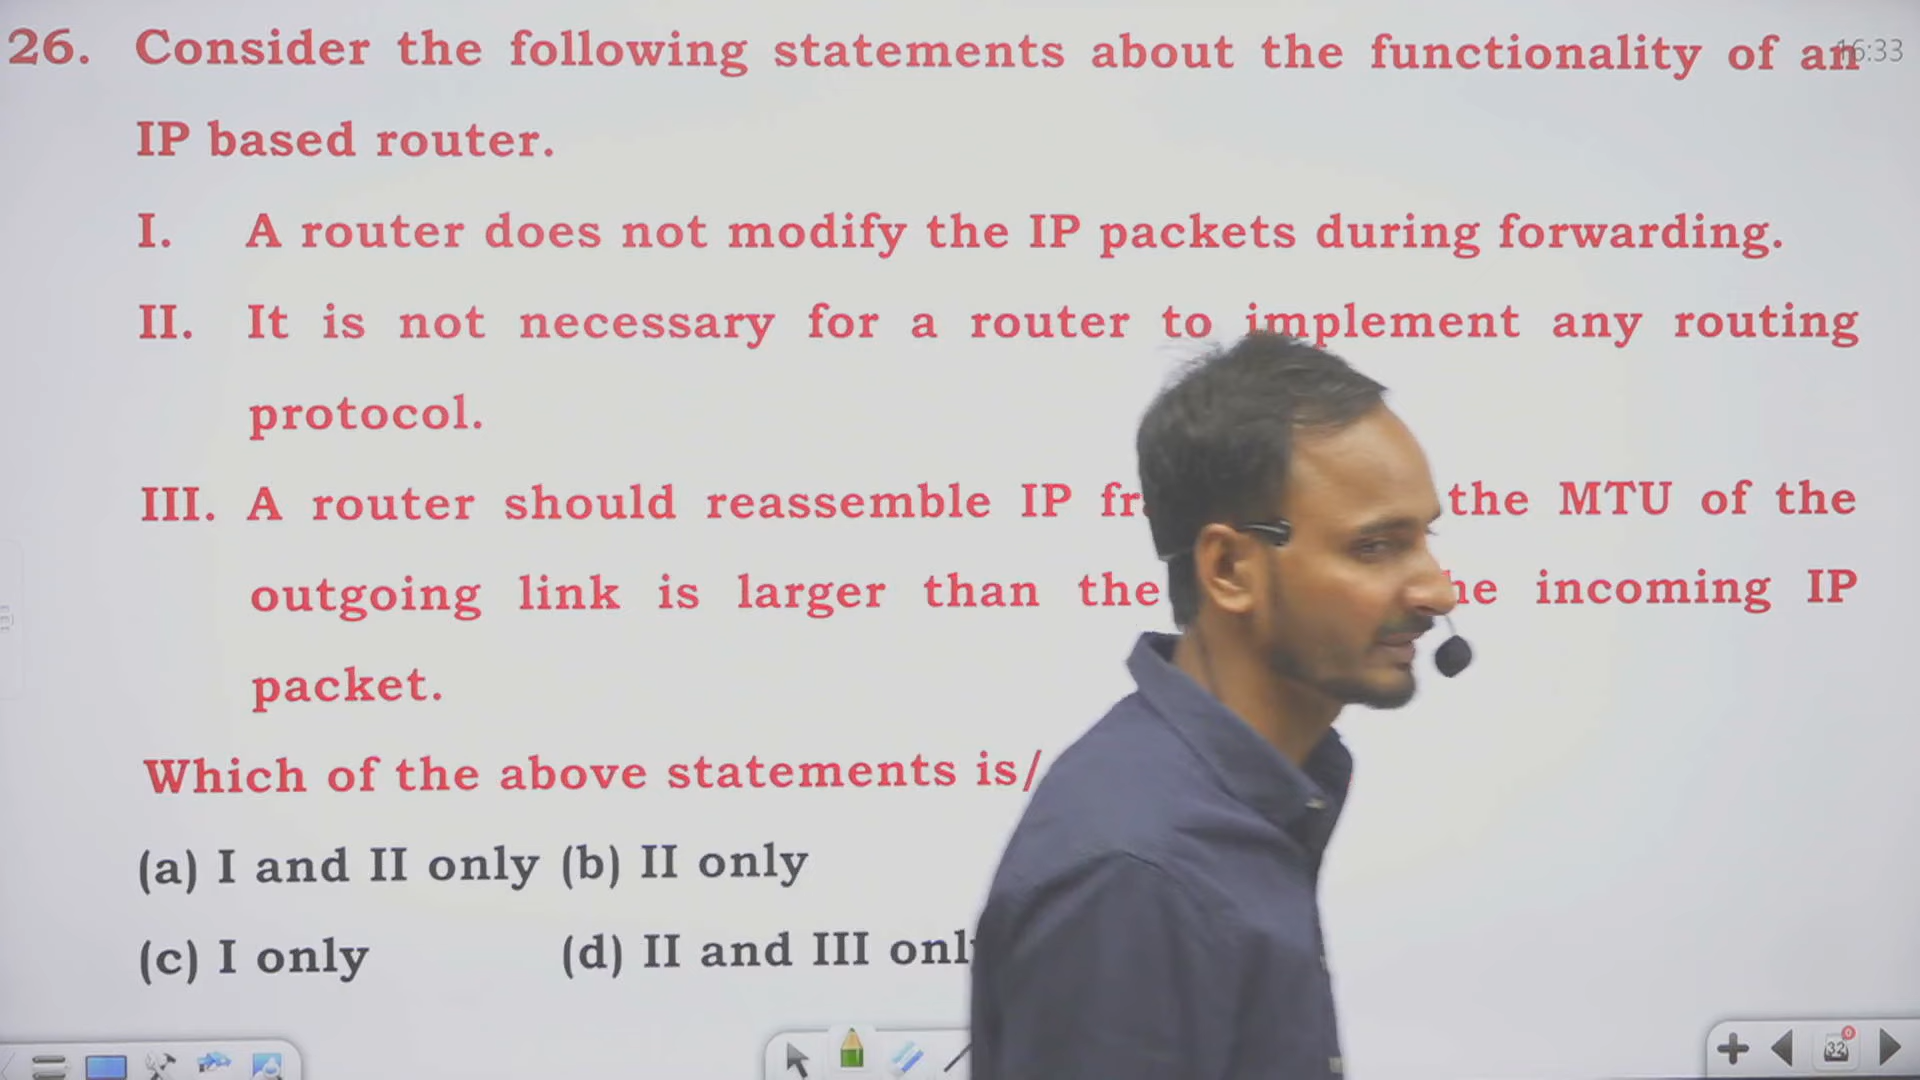 26. Consider the following statements about the functionality of an
16:33
IP based router.
I. A router does not modify the IP packets during forwarding.
II. It is not necessary for a router to implement any routing
protocol.
III. A router should reassemble IP the MTU of the
outgoing link is larger than the incoming IP
packet.
Which of the above statements is/
(a) I and II only (b) II only
(c) I only (d) II and III
32